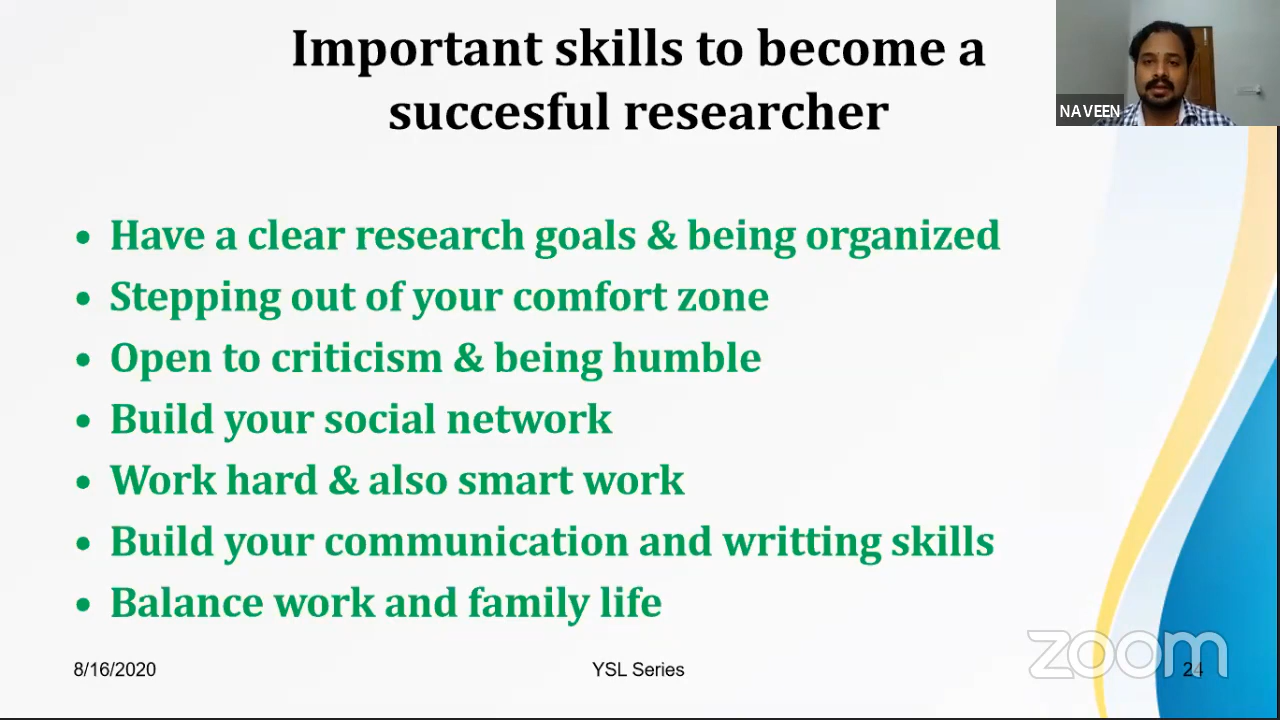 Important skills to become a
succesful researcher
NAVEEN
• Have a clear research goals & being organized
• Stepping out of your comfort zone
• Open to criticism & being humble
• Build your social network
• Work hard & also smart work
• Build your communication and writting skills
• Balance work and family life
8/16/2020
YSL Series
zoom
24